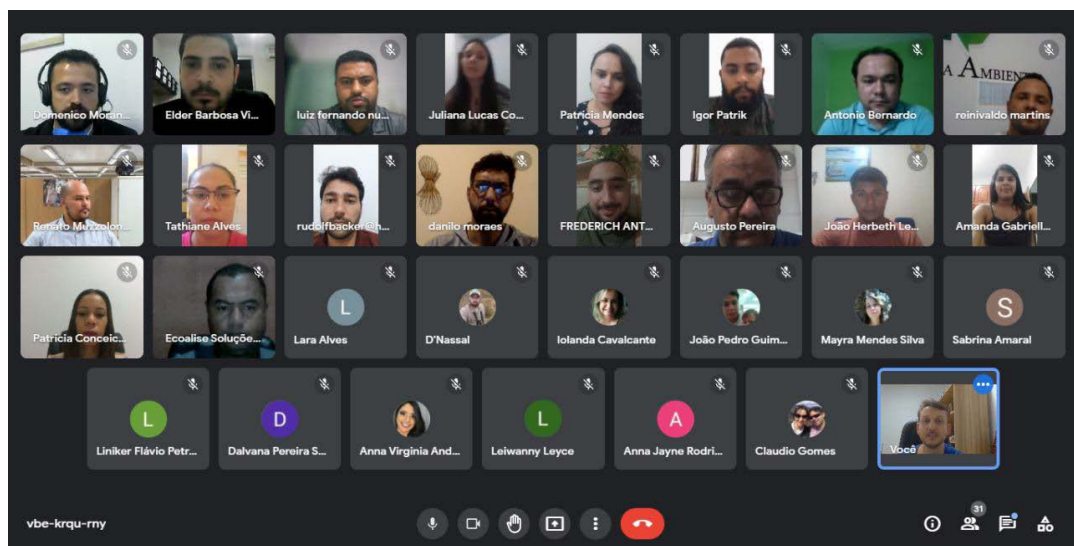 Domenico Moran...
Elder Barbosa Vi...
luiz fernando nu...
Juliana Lucas Co...
Patrícia Mendes
Igor Patrik
Antonio Bernardo
A AMBIEN
reinivaldo martins
Renato Muzzolon...
Tathiane Alves
rudolfbacker@h...
danilo moraes
FREDERICH ANT...
Augusto Pereira
João Herbeth Le...
Amanda Gabriell...
Patrícia Conceic...
Ecoalise Soluçõe...
L
Lara Alves
D'Nassal
Iolanda Cavalcante
João Pedro Guim...
Mayra Mendes Silva
S
Sabrina Amaral
L
Liniker Flávio Petr...
D
Dalvana Pereira S...
Anna Virginia And...
L
Leiwanny Leyce
A
Anna Jayne Rodri...
Claudio Gomes
Você
vbe-krqu-rny
31